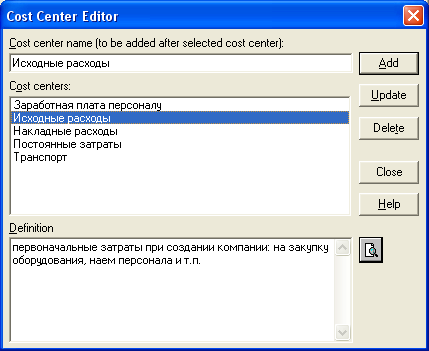 Cost Center Editor
Cost center name (to be added after selected cost center):
Исходные расходы
Add
Cost centers:
Update
Заработная плата персоналу
Исходные расходы
Накладные расходы
Delete
Постоянные затраты
Транспорт
Close
Help
Definition
первоначальные затраты при создании компании: на закупку
оборудования, наем персонала и т.п.